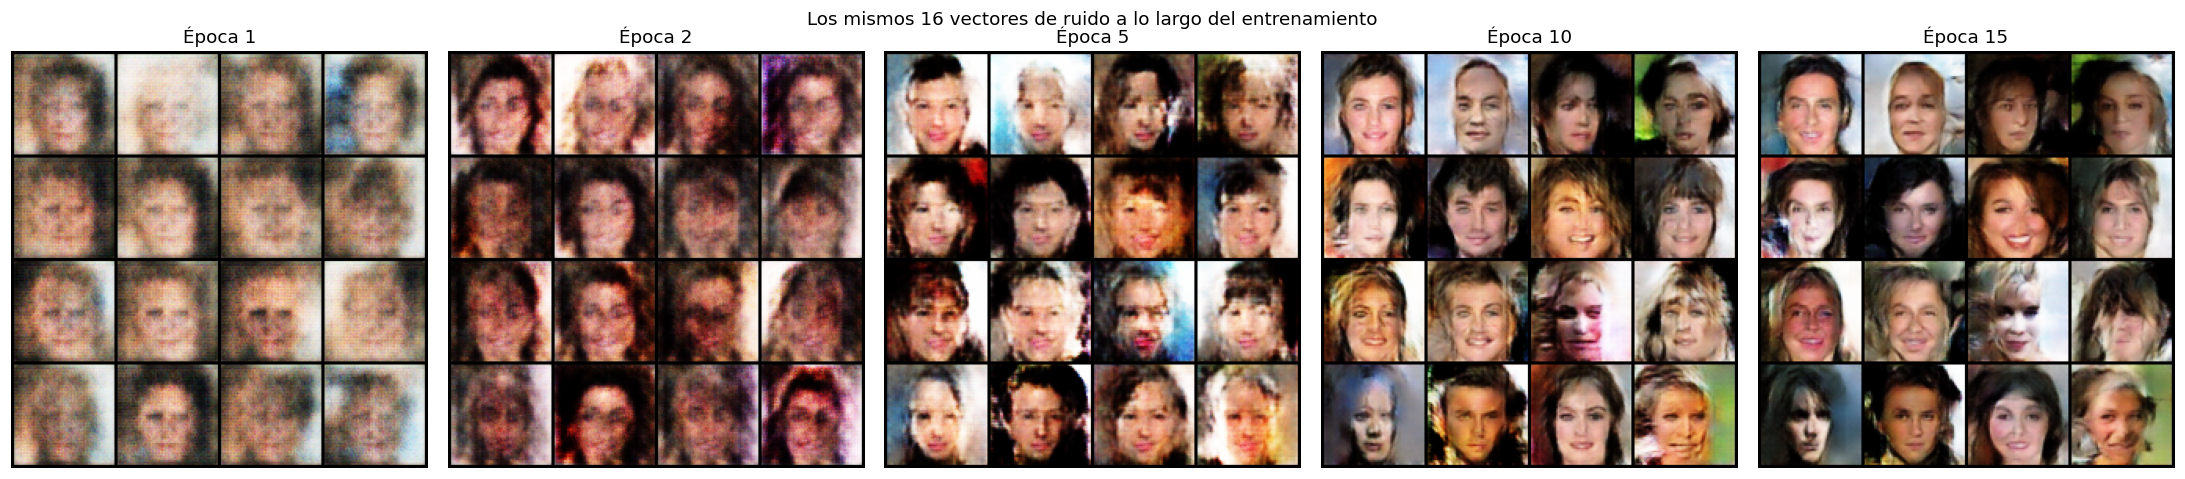 Los mismos 16 vectores de ruido a lo largo del entrenamiento
Época 1
Época 2
Época 5
Época 10
Época 15